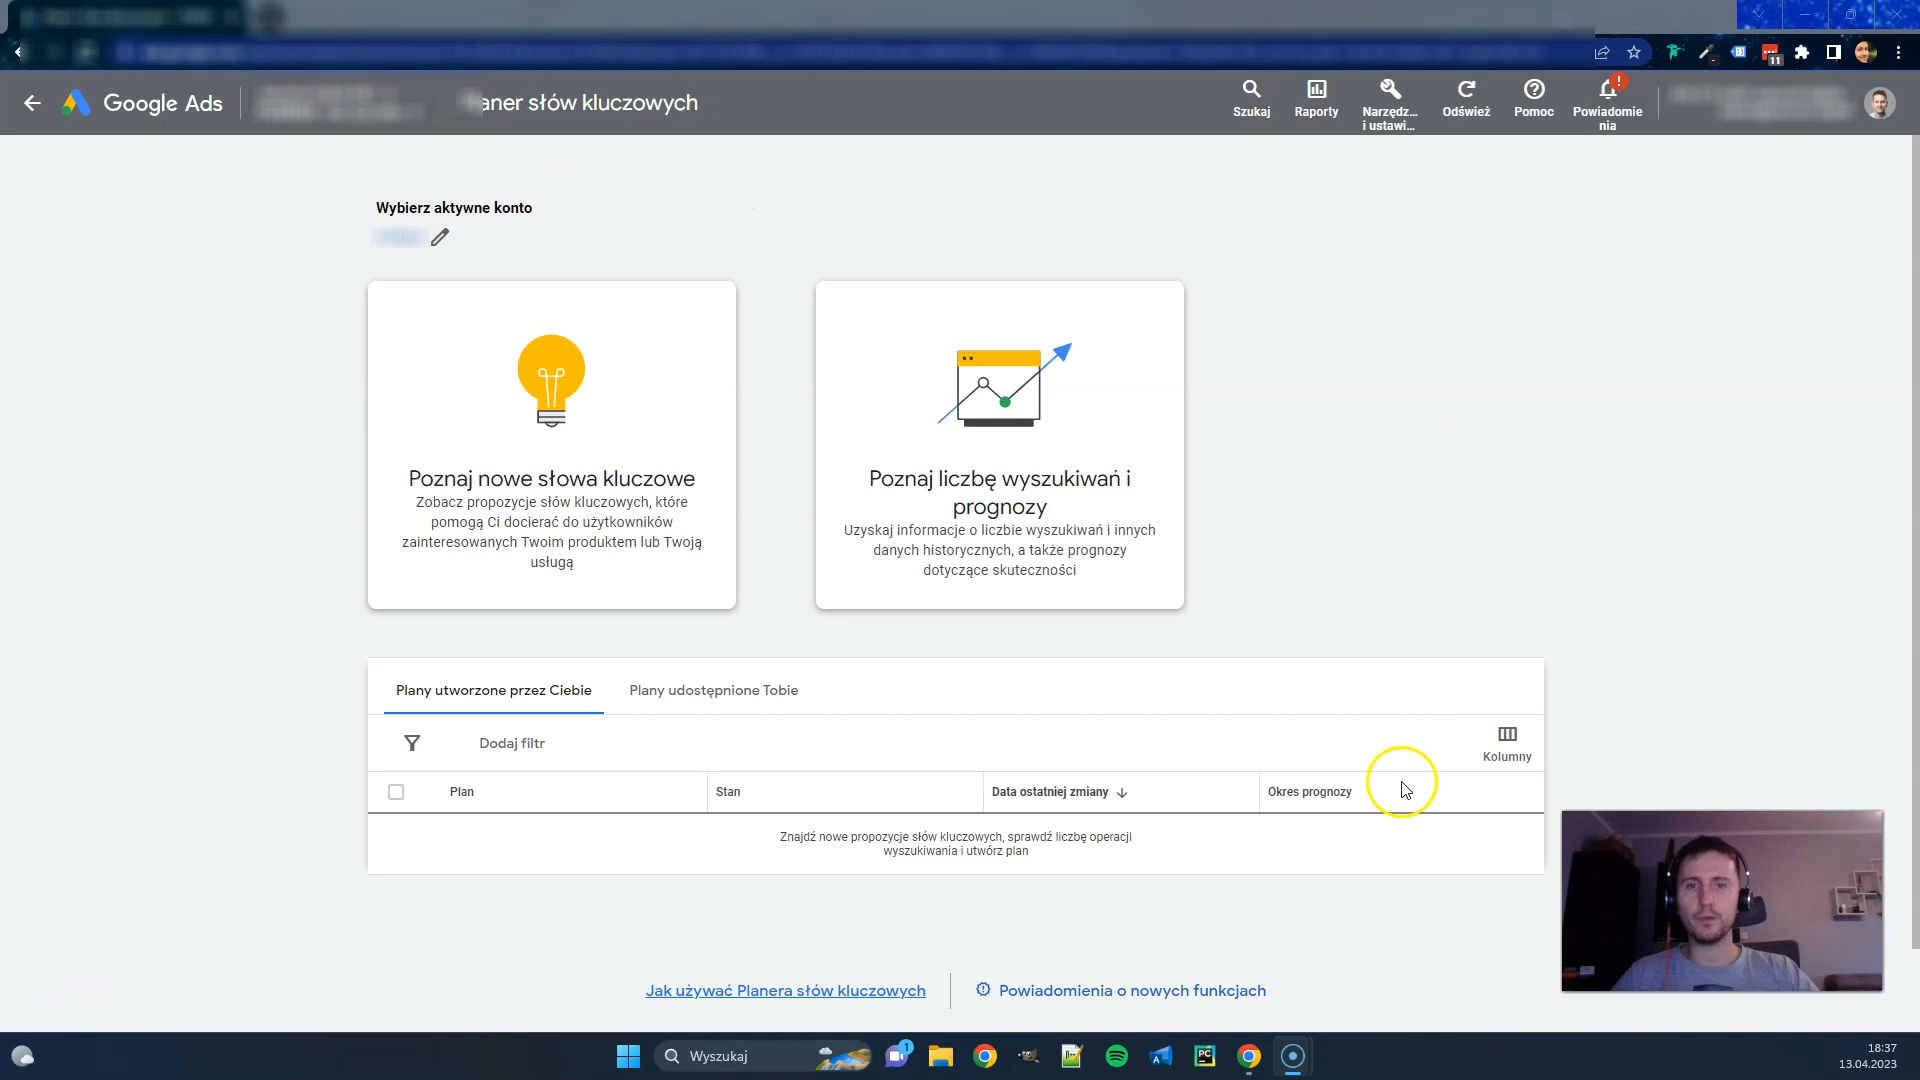 11
Google Ads
aner słów kluczowych
Szukaj
Raporty
Narzędz...
i ustawi...
Odśwież
Pomoc
!
Powiadomie
nia
Wybierz aktywne konto
Poznaj nowe słowa kluczowe
Zobacz propozycje słów kluczowych, które
pomogą Ci docierać do użytkowników
zainteresowanych Twoim produktem lub Twoją
usługą
Poznaj liczbę wyszukiwań i
prognozy
Uzyskaj informacje o liczbie wyszukiwań i innych
danych historycznych, a także prognozy
dotyczące skuteczności
Plany utworzone przez Ciebie
Plany udostępnione Tobie
Dodaj filtr
Kolumny
Plan
Stan
Data ostatniej zmiany
Okres prognozy
Znajdź nowe propozycje słów kluczowych, sprawdź liczbę operacji
wyszukiwania i utwórz plan
Jak używać Planera słów kluczowych
Powiadomienia o nowych funkcjach
Wyszukaj
1
PC
18:37
13.04.2023